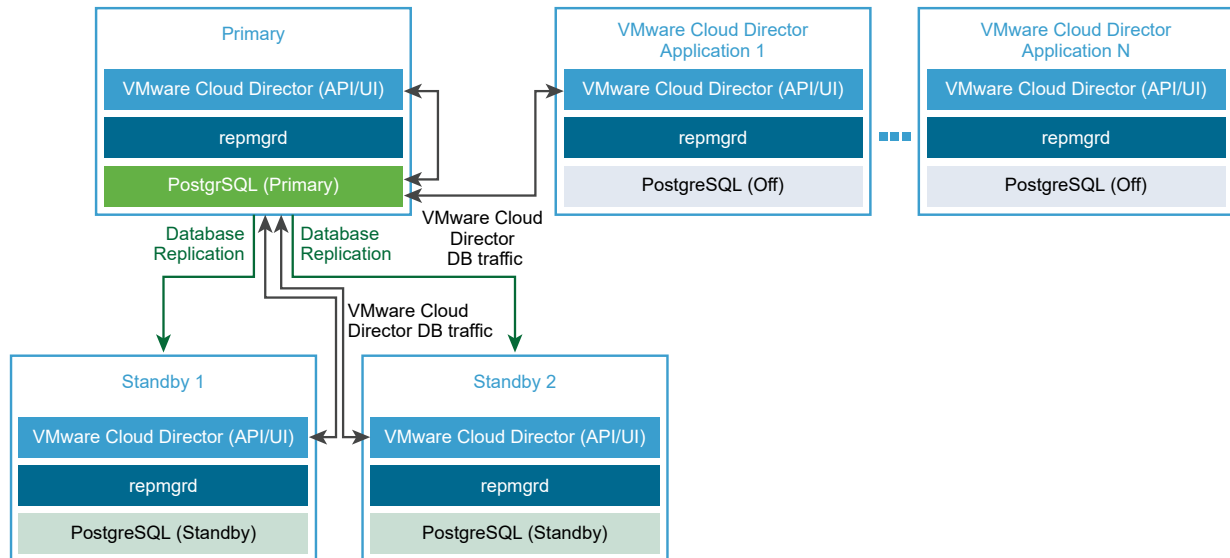 Primary
VMware Cloud Director (API/UI)
repmgrd
PostgrSQL (Primary)
VMware Cloud Director
Application 1
VMware Cloud Director (API/UI)
repmgrd
PostgreSQL (Off)
VMware Cloud Director
Application N
VMware Cloud Director (API/UI)
repmgrd
PostgreSQL (Off)
Database
Replication
Database
Replication
VMware Cloud
Director
DB traffic
VMware Cloud
Director DB traffic
Standby 1
VMware Cloud Director (API/UI)
repmgrd
PostgreSQL (Standby)
Standby 2
VMware Cloud Director (API/UI)
repmgrd
PostgreSQL (Standby)